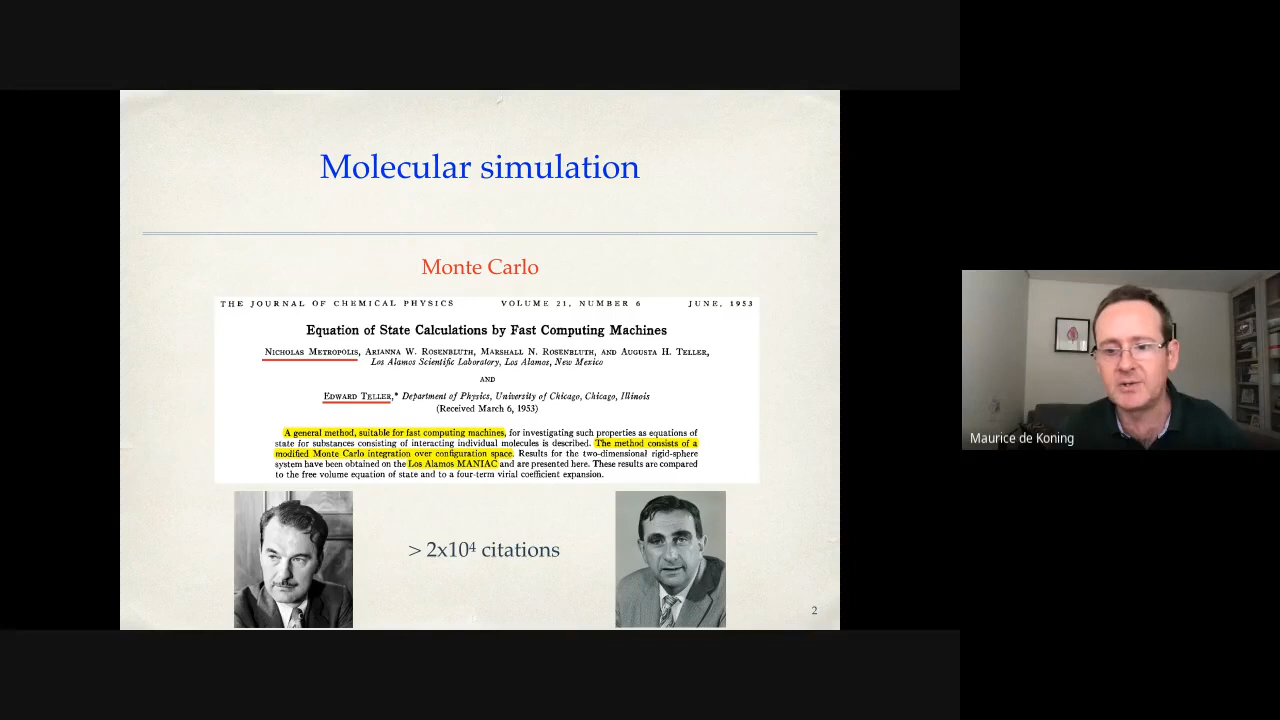 Molecular simulation
Monte Carlo
THE JOURNAL OF CHEMICAL PHYSICS VOLUME 21, NUMBER 6 JUNE, 1953
Equation of State Calculations by Fast Computing Machines
NICHOLAS METROPOLIS, ARIANNA W. ROSENBLUTH, MARSHALL N. ROSENBLUTH, AND AUGUSTA H. TELLER,
Los Alamos Scientific Laboratory, Los Alamos, New Mexico
AND
EDWARD TELLER,* Department of Physics, University of Chicago, Chicago, Illinois
(Received March 6, 1953)
A general method, suitable for fast computing machines, for investigating such properties as equations of
state for substances consisting of interacting individual molecules is described. The method consists of a
modified Monte Carlo integration over configuration space. Results for the two-dimensional rigid-sphere
system have been obtained on the Los Alamos MANIAC and are presented here. These results are compared
to the free volume equation of state and to a four-term virial coefficient expansion.
> 2x10⁴ citations
2
Maurice de Koning